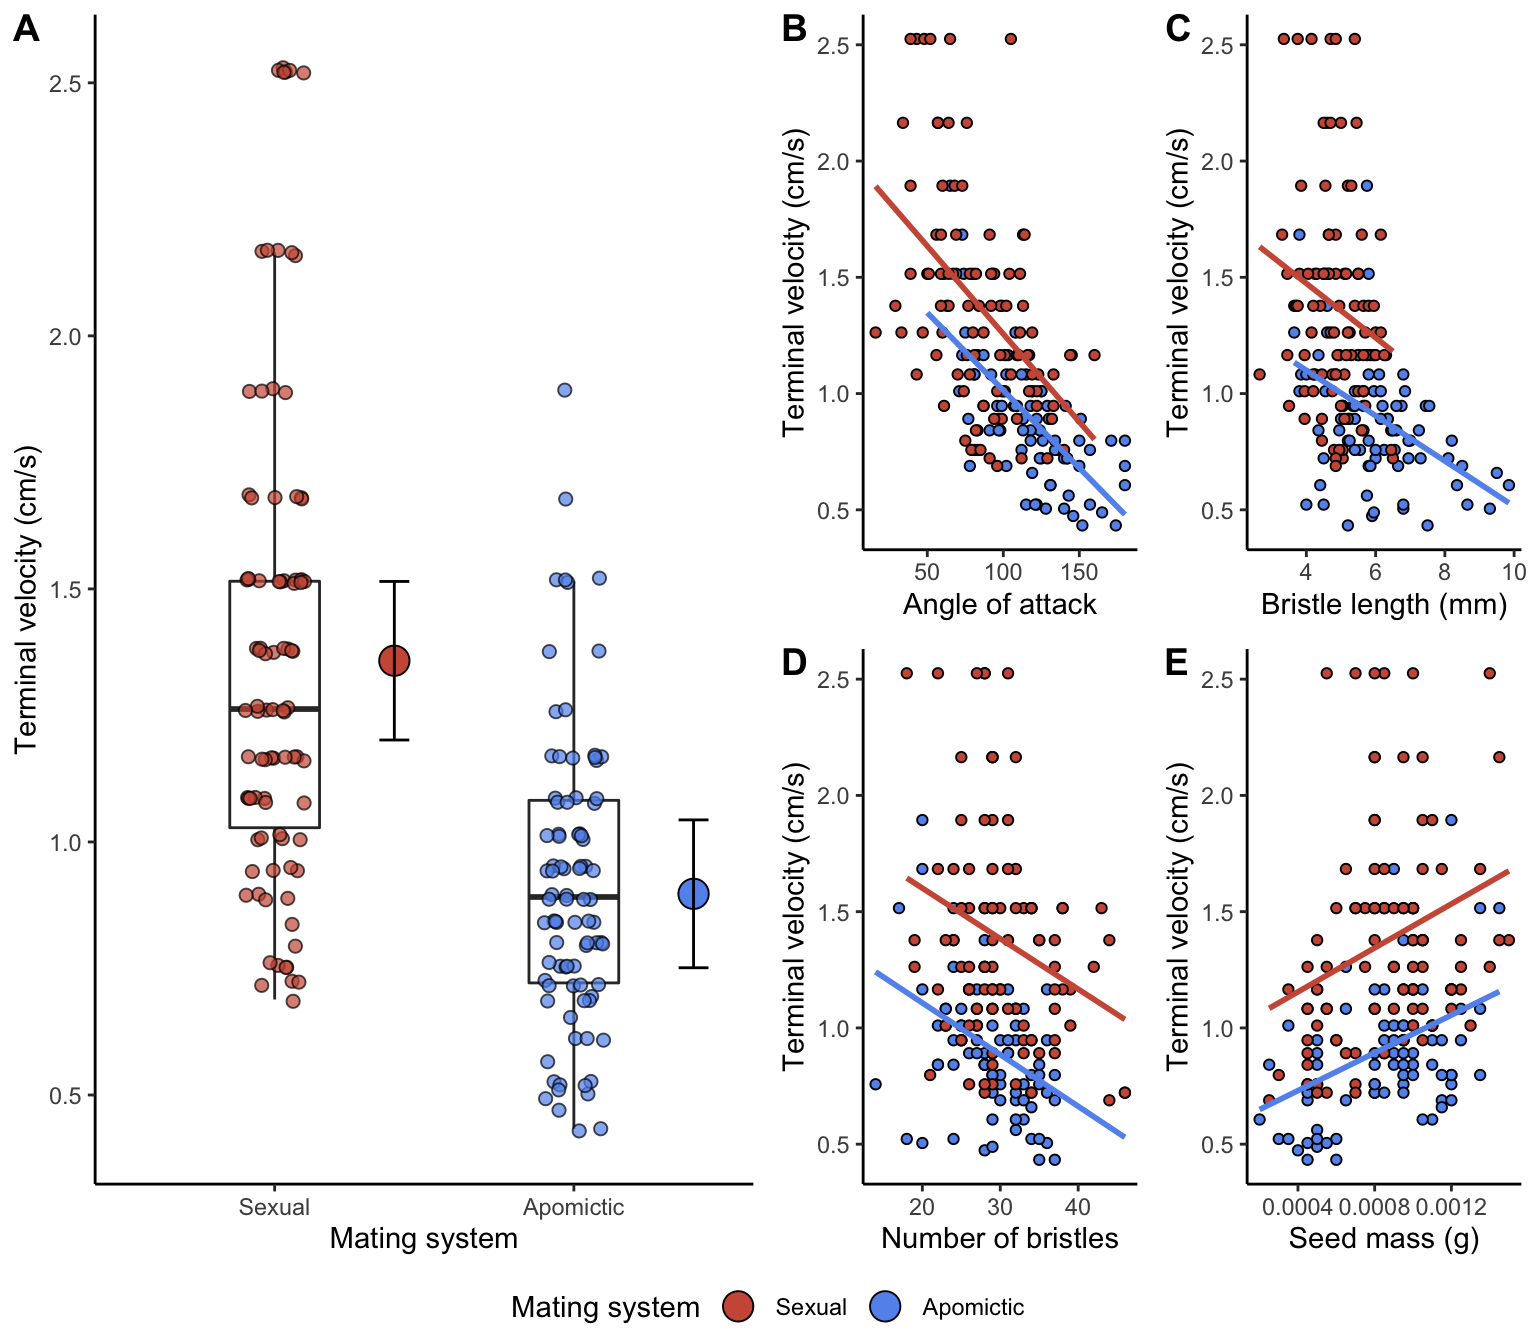 A
Terminal velocity (cm/s)
2.5
2.0
1.5
1.0
0.5
Sexual
Apomictic
Mating system
B
Terminal velocity (cm/s)
2.5
2.0
1.5
1.0
0.5
50
100
150
Angle of attack
C
Terminal velocity (cm/s)
2.5
2.0
1.5
1.0
0.5
4
6
8
10
Bristle length (mm)
D
Terminal velocity (cm/s)
2.5
2.0
1.5
1.0
0.5
20
30
40
Number of bristles
E
Terminal velocity (cm/s)
2.5
2.0
1.5
1.0
0.5
0.0004
0.0008
0.0012
Seed mass (g)
Mating system Sexual Apomictic